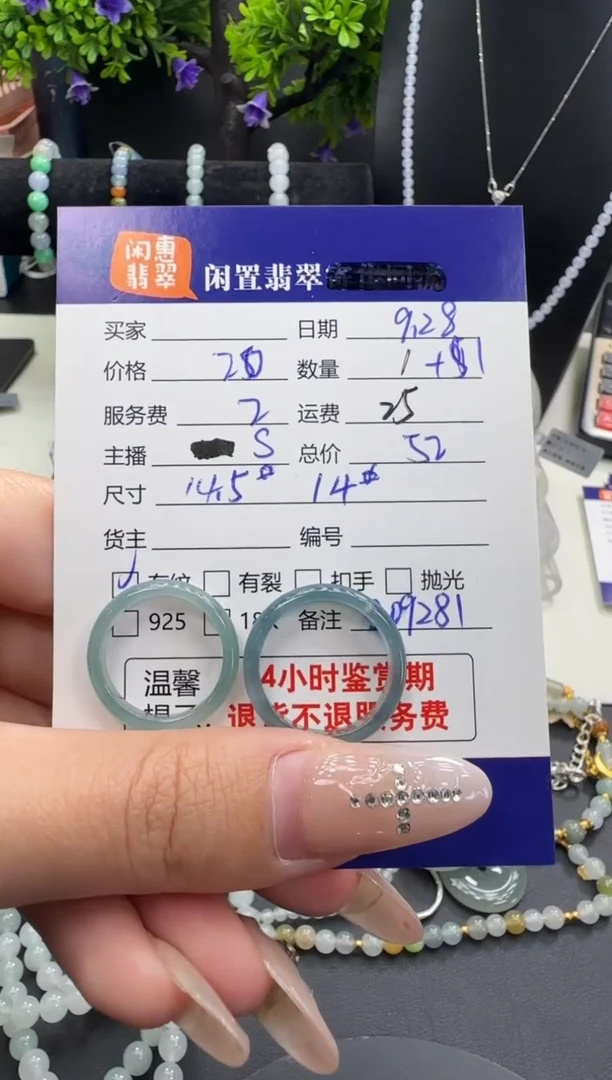 闲惠
翡翠
闲置翡翠
买家 日期 9.28
价格 20 数量 1 + 1
服务费 2 运费 25
主播 S 总价 52
尺寸 14.5# 14#
货主 编号
有纹 有裂 扣手 抛光
925 备注 09281
温馨 4小时鉴赏期
退货不退服务费